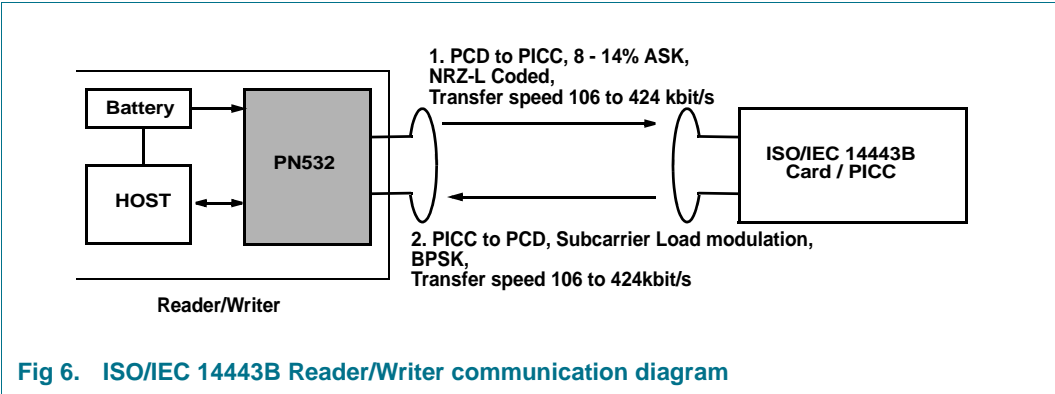 1. PCD to PICC, 8 - 14% ASK,
NRZ-L Coded,
Transfer speed 106 to 424 kbit/s
Battery
PN532
HOST
ISO/IEC 14443B
Card / PICC
2. PICC to PCD, Subcarrier Load modulation,
BPSK,
Transfer speed 106 to 424kbit/s
Reader/Writer
Fig 6. ISO/IEC 14443B Reader/Writer communication diagram